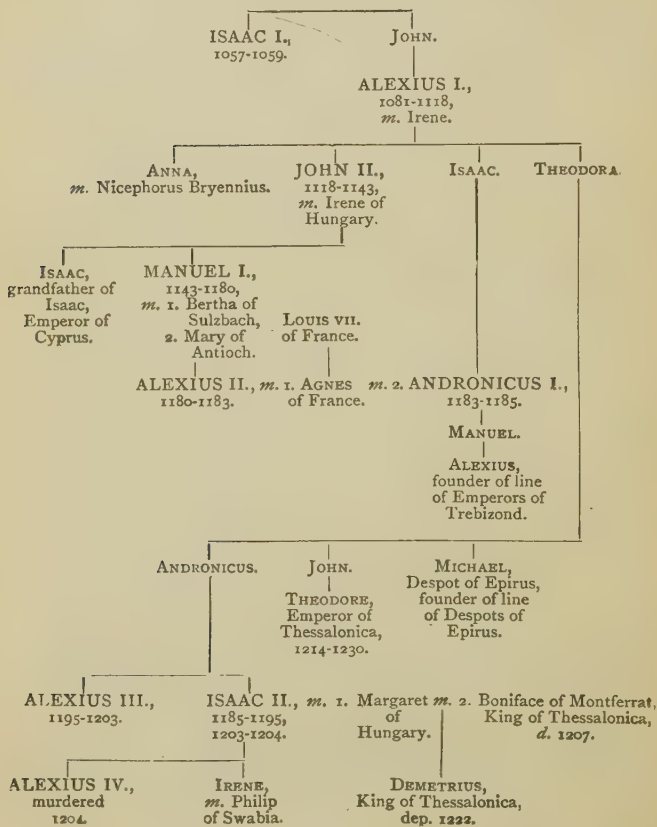 ISAAC I., JOHN.
1057-1059.
ALEXIUS I.,
1081-1118,
m. Irene.
ANNA, JOHN II., ISAAC. THEODORA.
m. Nicephorus Bryennius. 1118-1143,
m. Irene of
Hungary.
ISAAC, MANUEL I.,
grandfather of 1143-1180,
Isaac, m. 1. Bertha of
Emperor of Sulzbach, LOUIS VII.
Cyprus. 2. Mary of of France.
Antioch.
ALEXIUS II., m. 1. AGNES m. 2. ANDRONICUS I.,
1180-1183. of France. 1183-1185.
MANUEL.
ALEXIUS,
founder of line
of Emperors of
Trebizond.
ANDRONICUS. JOHN. MICHAEL,
Despot of Epirus,
THEODORE, founder of line
Emperor of of Despots of
Thessalonica, Epirus.
1214-1230.
ALEXIUS III., ISAAC II., m. 1. Margaret m. 2. Boniface of Montferrat,
1195-1203. 1185-1195, of King of Thessalonica,
1203-1204. Hungary. d. 1207.
ALEXIUS IV., IRENE, DEMETRIUS,
murdered m. Philip King of Thessalonica,
1204 of Swabia. dep. 1222.